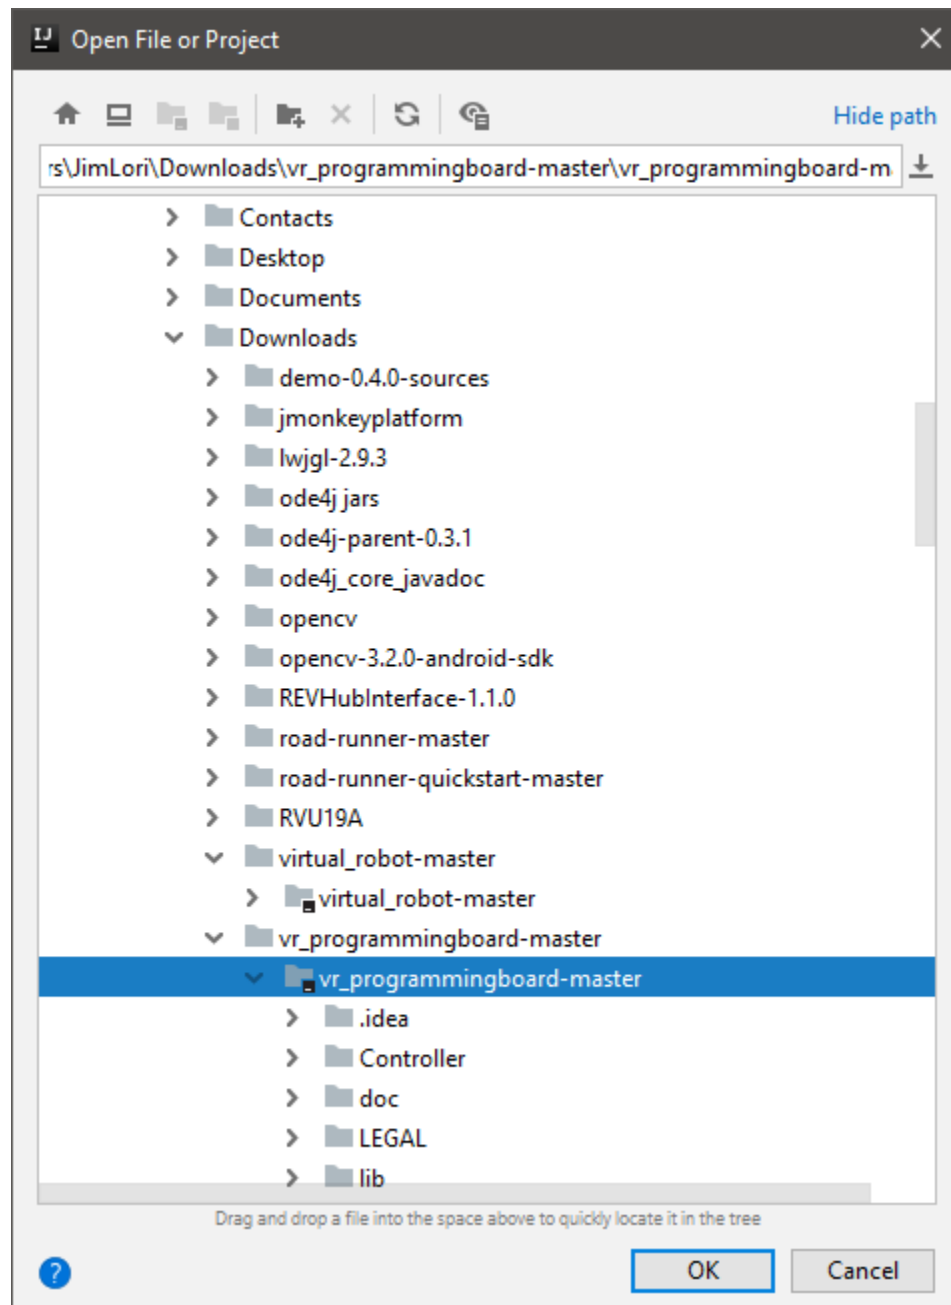 IJ Open File or Project
Hide path
rs\JimLori\Downloads\vr_programmingboard-master\vr_programmingboard-m
Contacts
Desktop
Documents
Downloads
demo-0.4.0-sources
jmonkeyplatform
lwjgl-2.9.3
ode4j jars
ode4j-parent-0.3.1
ode4j_core_javadoc
opencv
opencv-3.2.0-android-sdk
REVHubInterface-1.1.0
road-runner-master
road-runner-quickstart-master
RVU19A
virtual_robot-master
virtual_robot-master
vr_programmingboard-master
vr_programmingboard-master
.idea
Controller
doc
LEGAL
lib
Drag and drop a file into the space above to quickly locate it in the tree
? OK Cancel